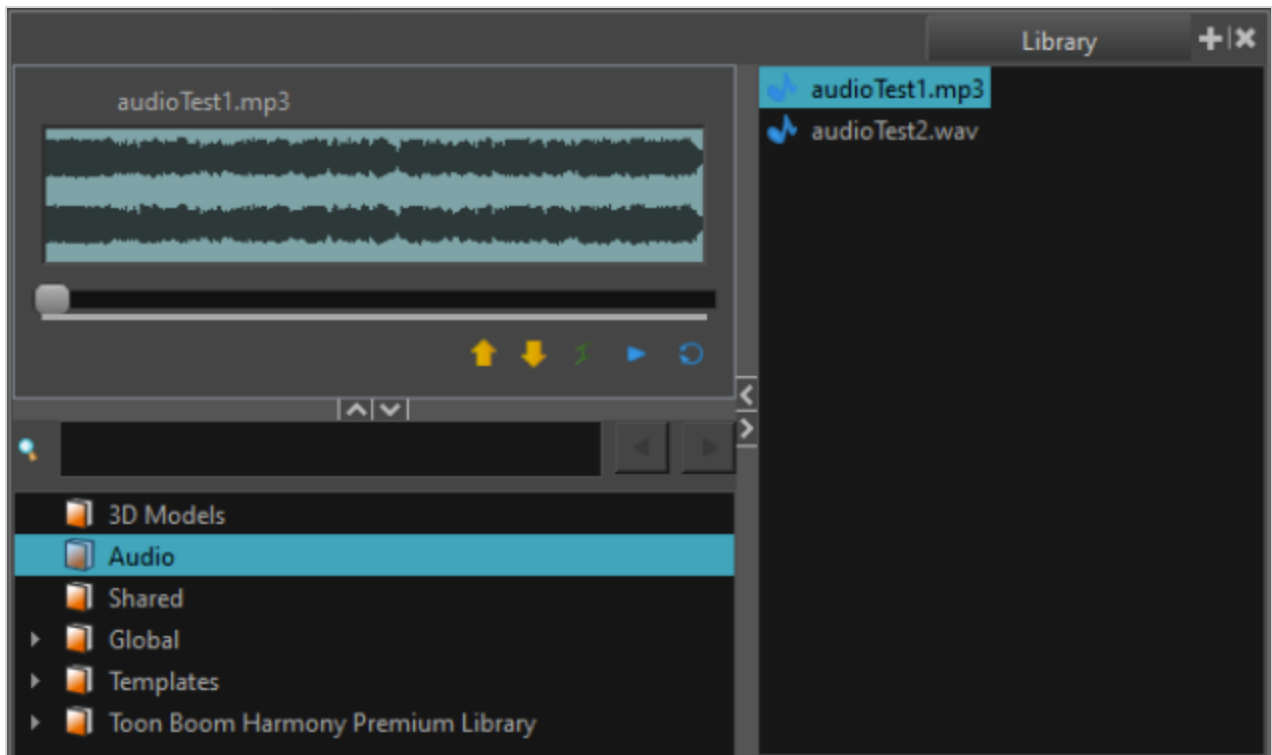 Library
audioTest1.mp3
audioTest1.mp3
audioTest2.wav
3D Models
Audio
Shared
Global
Templates
Toon Boom Harmony Premium Library